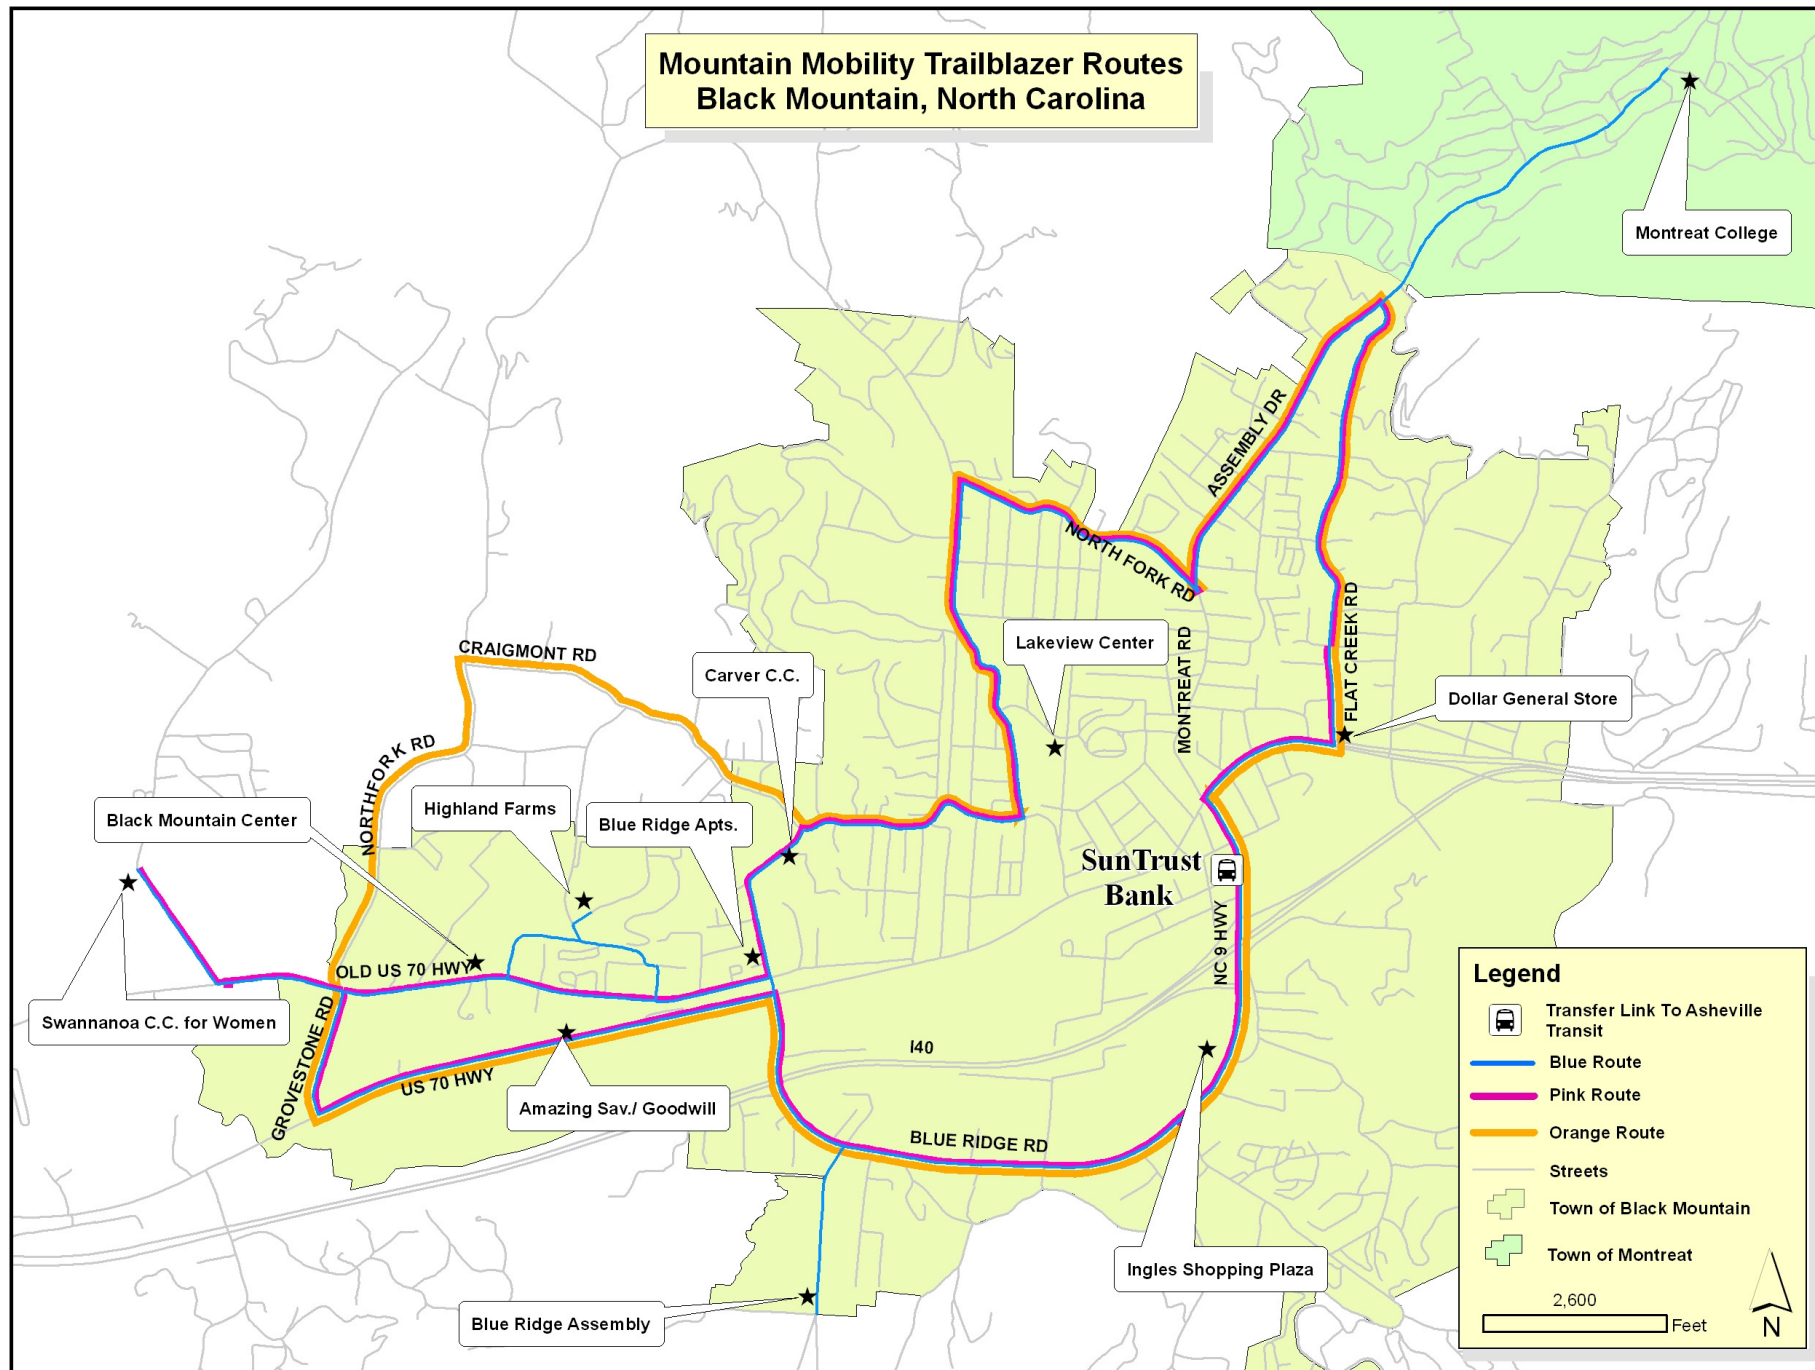 Mountain Mobility Trailblazer Routes
Black Mountain, North Carolina
Montreat College
ASSEMBLY DR
NORTH FORK RD
Lakeview Center
CRAIGMONT RD
Carver C.C.
MONTREAT RD
FLAT CREEK RD
Dollar General Store
NORTHFORK RD
Highland Farms
Black Mountain Center
Blue Ridge Apts.
SunTrust
Bank
NC 9 HWY
OLD US 70 HWY
Swannanoa C.C. for Women
GROVESTONE RD
US 70 HWY
I40
Amazing Sav./ Goodwill
BLUE RIDGE RD
Ingles Shopping Plaza
Blue Ridge Assembly
Legend
Transfer Link To Asheville
Transit
Blue Route
Pink Route
Orange Route
Streets
Town of Black Mountain
Town of Montreat
2,600
Feet
N